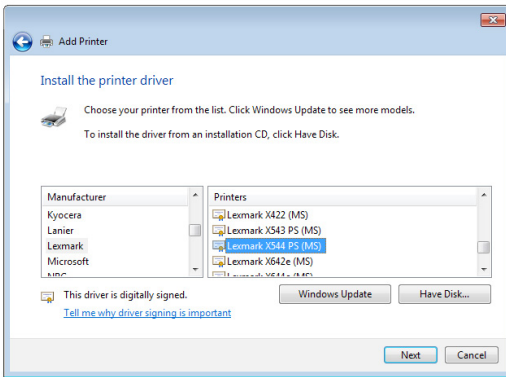 Add Printer
Install the printer driver
Choose your printer from the list. Click Windows Update to see more models.
To install the driver from an installation CD, click Have Disk.
Manufacturer
Kyocera
Lanier
Lexmark
Microsoft
Printers
Lexmark X422 (MS)
Lexmark X543 PS (MS)
Lexmark X544 PS (MS)
Lexmark X642e (MS)
This driver is digitally signed.
Tell me why driver signing is important
Windows Update
Have Disk...
Next
Cancel